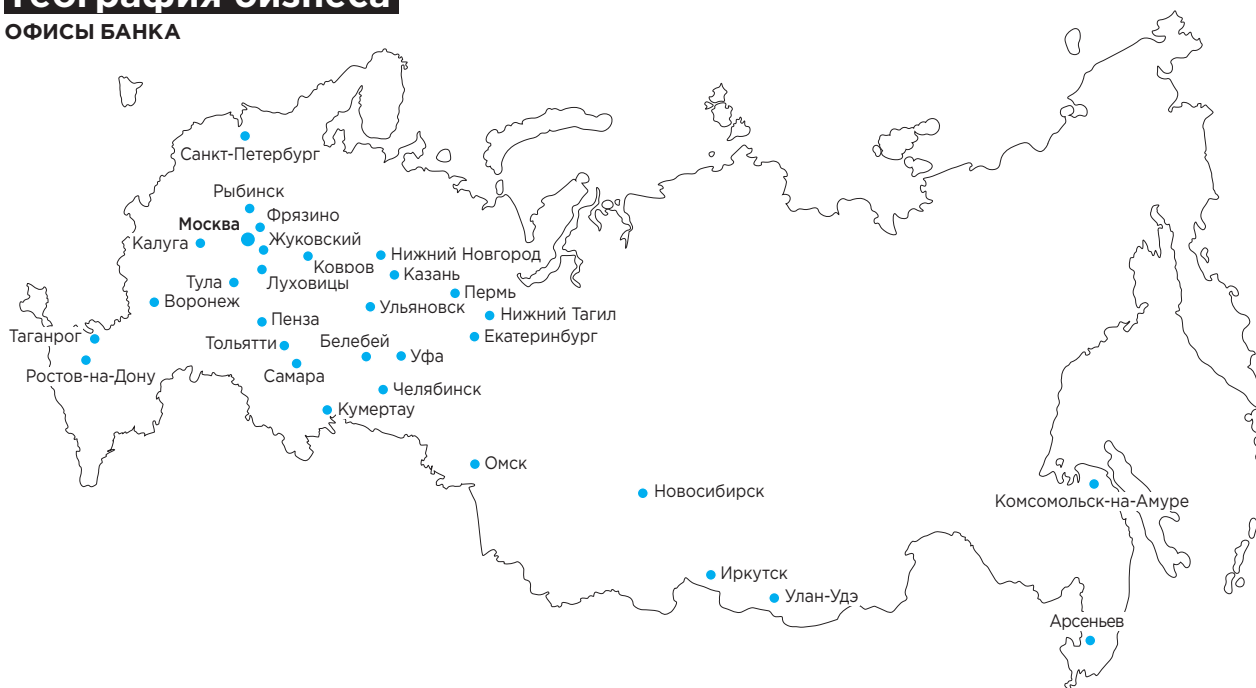 География бизнеса
ОФИСЫ БАНКА
Санкт-Петербург
Рыбинск
Фрязино
Москва
Жуковский
Калуга
Нижний Новгород
Ковров
Казань
Луховицы
Тула
Пермь
Воронеж
Ульяновск
Нижний Тагил
Пенза
Екатеринбург
Таганрог
Тольятти
Белебей
Уфа
Ростов-на-Дону
Самара
Челябинск
Кумертау
Омск
Новосибирск
Комсомольск-на-Амуре
Иркутск
Улан-Удэ
Арсеньев